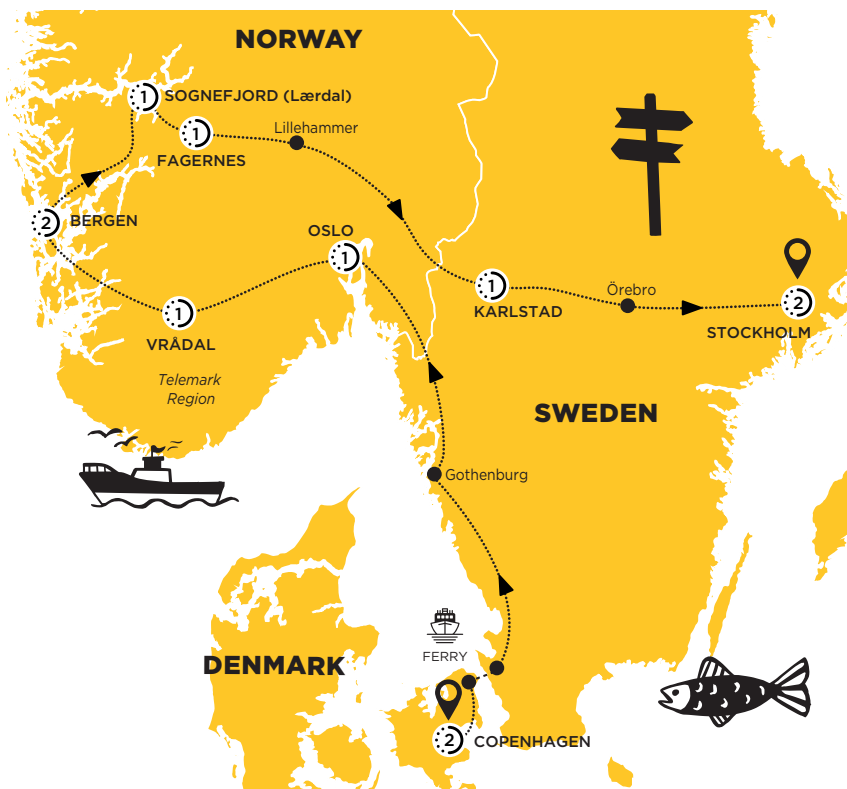 NORWAY
1
SOGNEFJORD (Lærdal)
1
FAGERNES
Lillehammer
2
BERGEN
OSLO
1
1
VRÅDAL
Telemark
Region
1
KARLSTAD
Örebro
2
STOCKHOLM
SWEDEN
Gothenburg
FERRY
DENMARK
2
COPENHAGEN